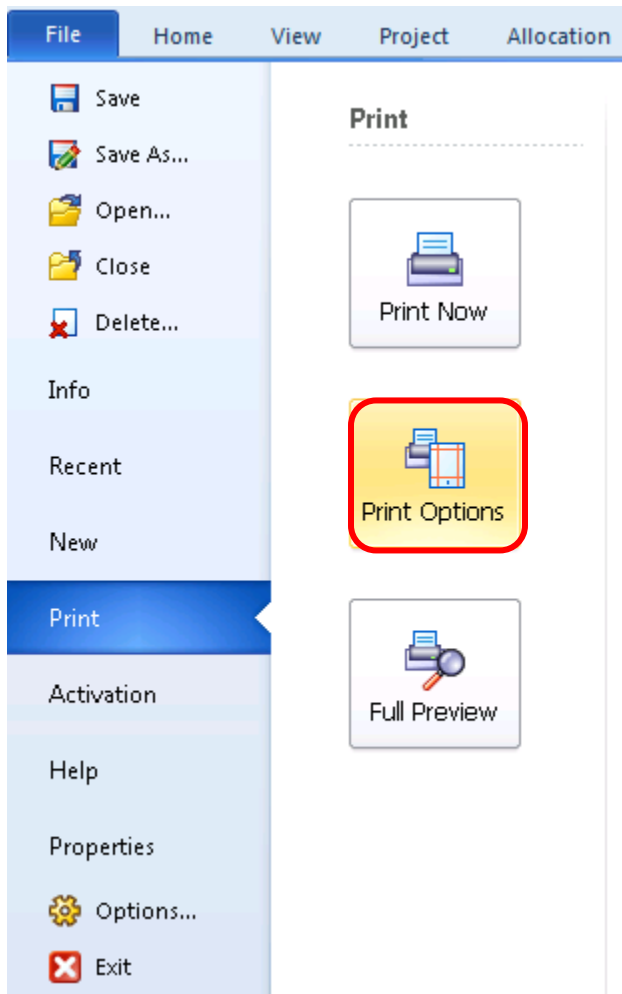 File Home View Project Allocation
Save
Save As...
Open...
Close
Delete...
Info
Recent
New
Print
Activation
Help
Properties
Options...
Exit
Print
Print Now
Print Options
Full Preview